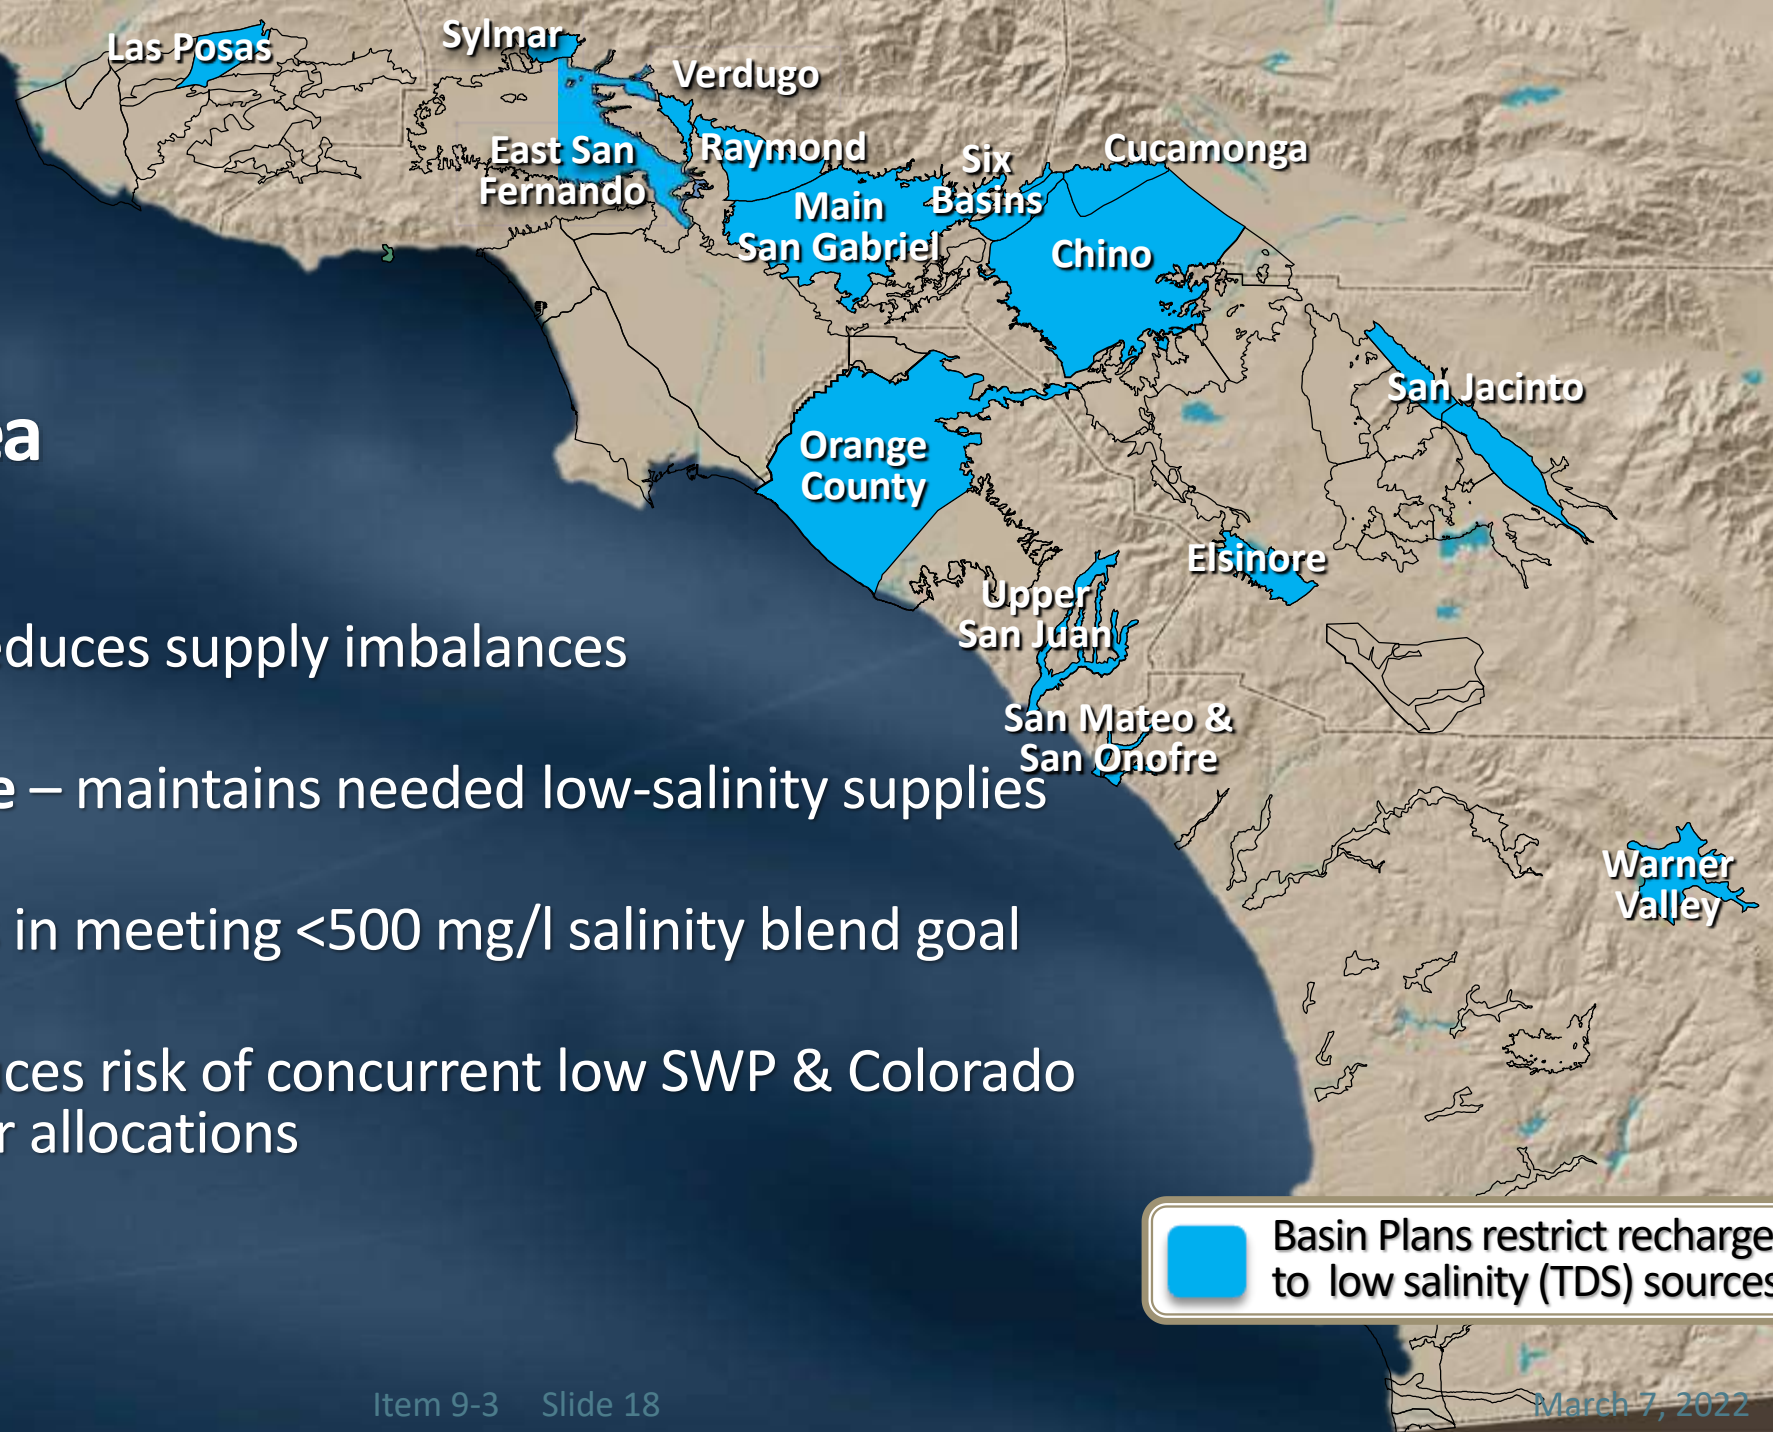 Las Posas
Sylmar
Verdugo
East San
Fernando
Raymond
Main
San Gabriel
Six
Basins
Cucamonga
Chino
San Jacinto
Orange
County
Elsinore
Upper
San Juan
San Mateo &
San Onofre
Warner
Valley
ea
educes supply imbalances
e – maintains needed low-salinity supplies
in meeting <500 mg/l salinity blend goal
ces risk of concurrent low SWP & Colorado
r allocations
Basin Plans restrict recharge
to low salinity (TDS) sources
Item 9-3 Slide 18
March 7, 2022